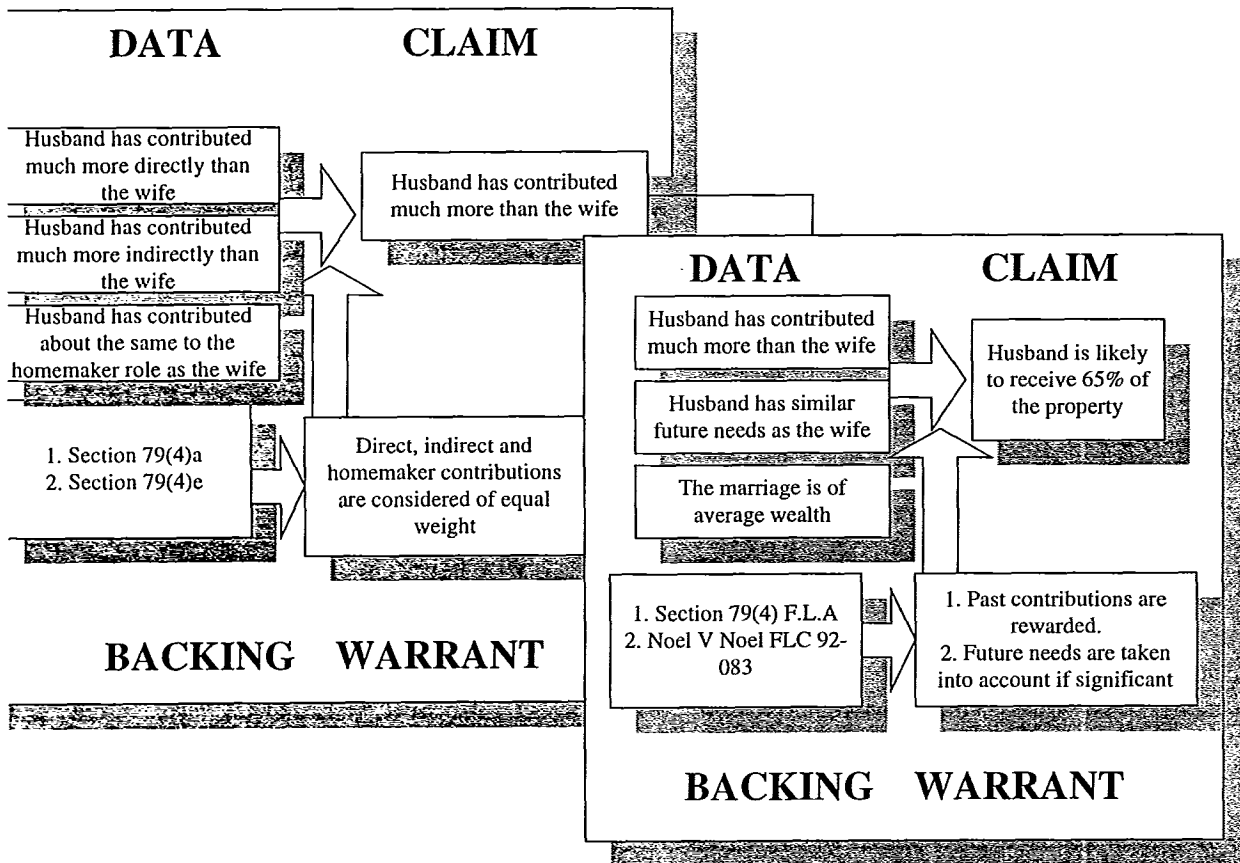 DATA CLAIM
Husband has contributed
much more directly than
the wife
Husband has contributed
much more indirectly than
the wife
Husband has contributed
about the same to the
homemaker role as the wife
Husband has contributed
much more than the wife
1. Section 79(4)a
2. Section 79(4)e
Direct, indirect and
homemaker contributions
are considered of equal
weight
BACKING WARRANT
DATA CLAIM
Husband has contributed
much more than the wife
Husband has similar
future needs as the wife
The marriage is of
average wealth
Husband is likely
to receive 65% of
the property
1. Section 79(4) F.L.A
2. Noel V Noel FLC 92-
083
1. Past contributions are
rewarded.
2. Future needs are taken
into account if significant
BACKING WARRANT